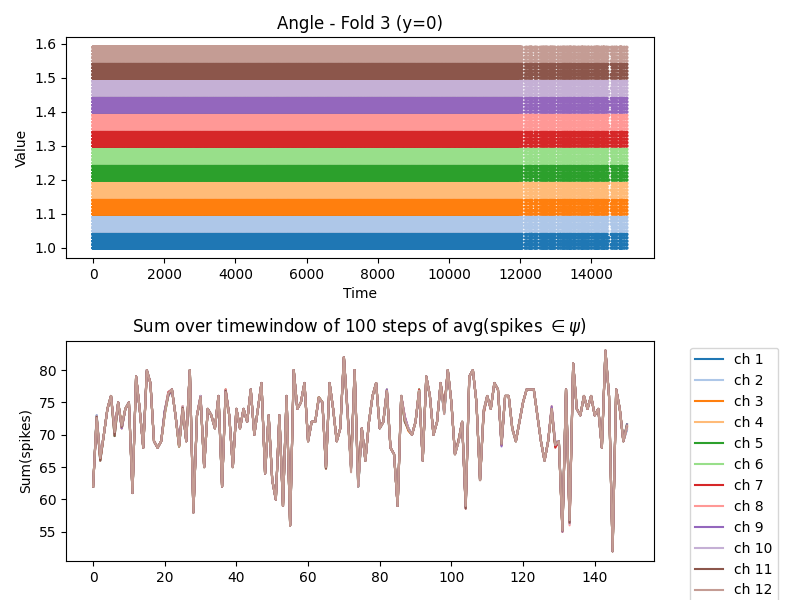 Angle - Fold 3 (y=0)
Value
1.6
1.5
1.4
1.3
1.2
1.1
1.0
0 2000 4000 6000 8000 10000 12000 14000
Time
Sum over timewindow of 100 steps of avg(spikes ∈ ψ)
Sum(spikes)
80
75
70
65
60
55
0 20 40 60 80 100 120 140
ch 1
ch 2
ch 3
ch 4
ch 5
ch 6
ch 7
ch 8
ch 9
ch 10
ch 11
ch 12